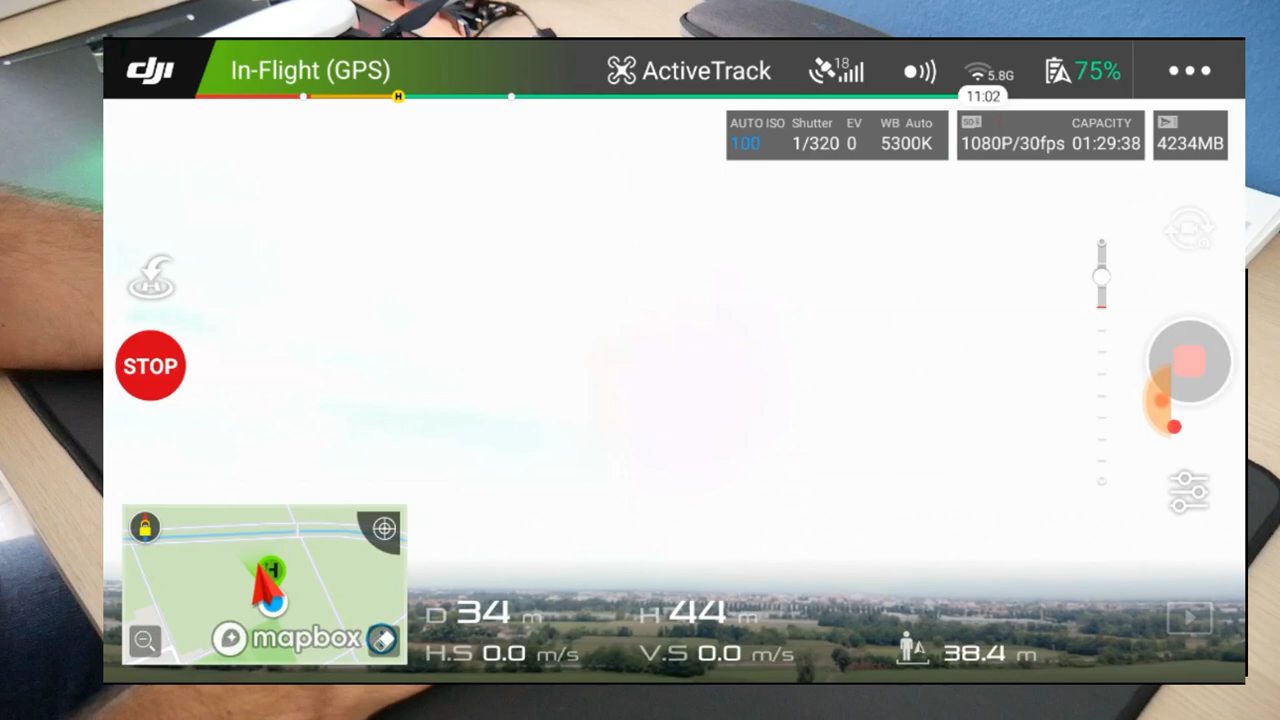 dji
In-Flight (GPS)
ActiveTrack
18
5.8G
75%
H
11:02
AUTO ISO Shutter EV WB Auto
100 1/320 0 5300K
SD
CAPACITY
1080P/30fps 01:29:38
4234MB
H
STOP
H
mapbox
D 34 m
H 44 m
H.S 0.0 m/s
V.S 0.0 m/s
38.4 m